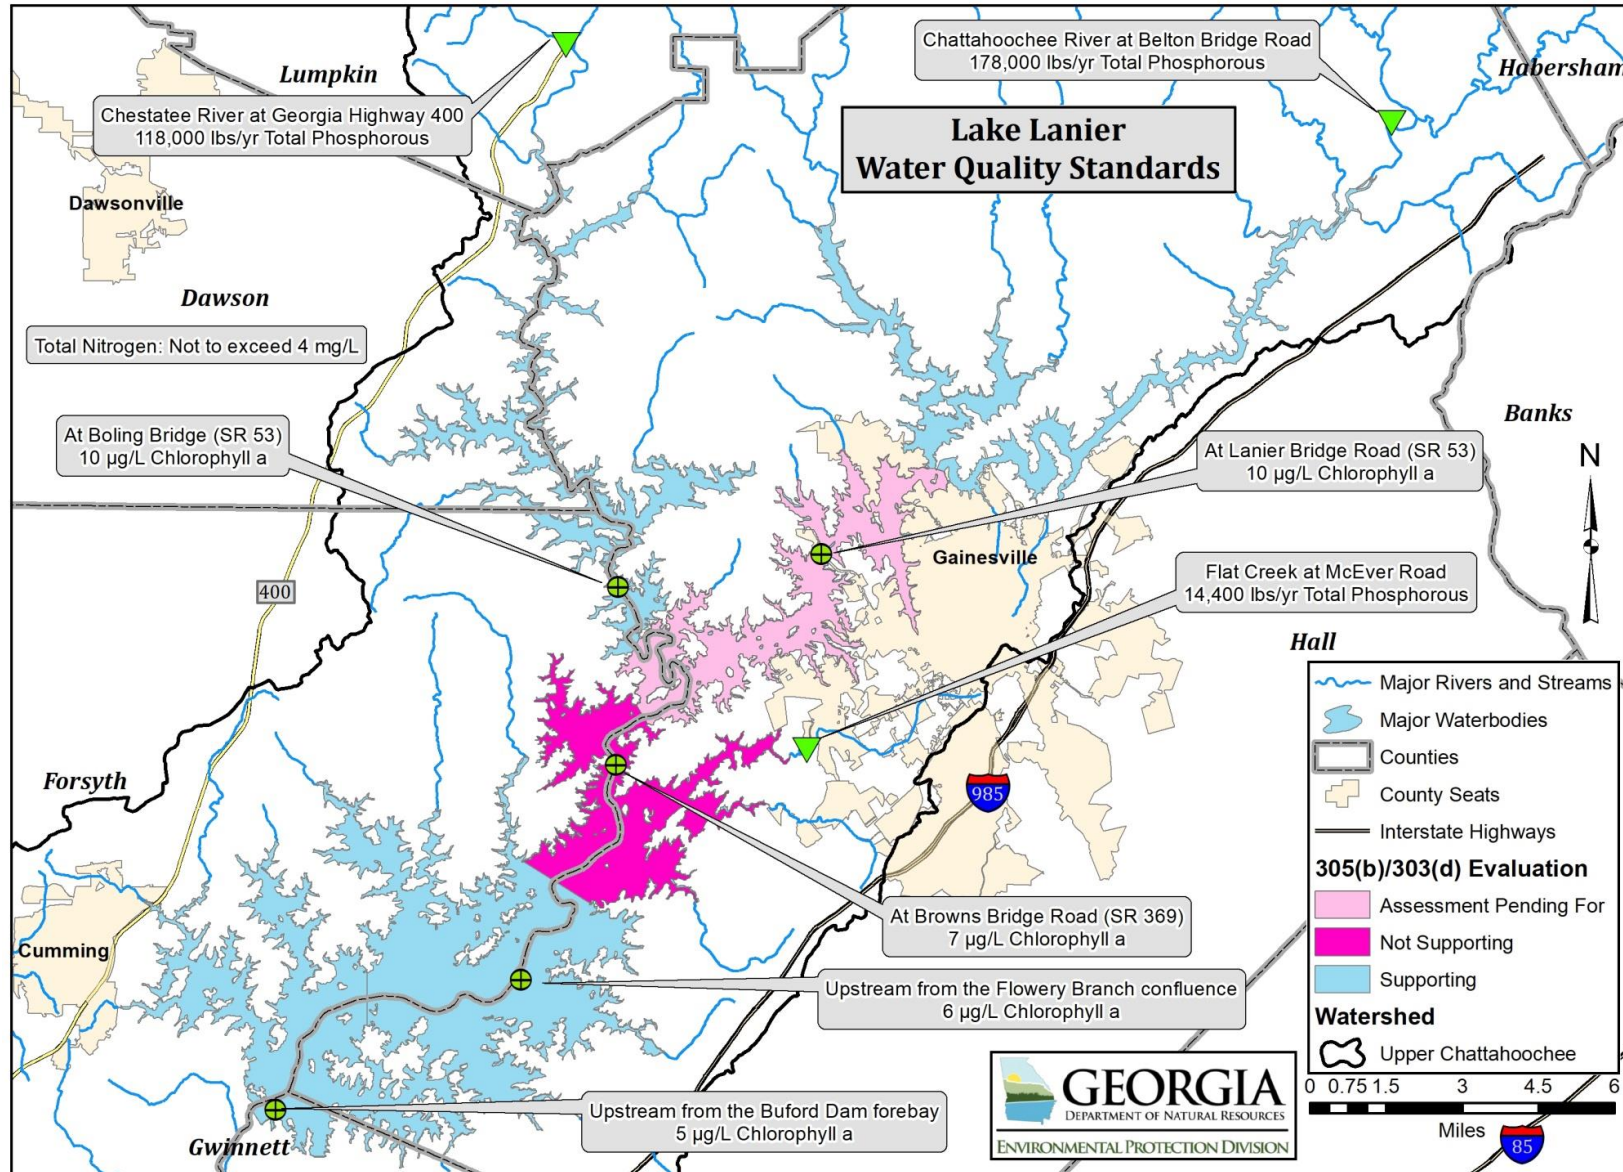 Chattahoochee River at Belton Bridge Road
178,000 lbs/yr Total Phosphorous
Lumpkin
Habersham
Chestatee River at Georgia Highway 400
118,000 lbs/yr Total Phosphorous
Lake Lanier
Water Quality Standards
Dawsonville
Dawson
Total Nitrogen: Not to exceed 4 mg/L
Banks
At Boling Bridge (SR 53)
10 µg/L Chlorophyll a
At Lanier Bridge Road (SR 53)
10 µg/L Chlorophyll a
N
Gainesville
Flat Creek at McEver Road
14,400 lbs/yr Total Phosphorous
400
Hall
Forsyth
985
Cumming
At Browns Bridge Road (SR 369)
7 µg/L Chlorophyll a
Upstream from the Flowery Branch confluence
6 µg/L Chlorophyll a
Upstream from the Buford Dam forebay
5 µg/L Chlorophyll a
Gwinnett
Major Rivers and Streams
Major Waterbodies
Counties
County Seats
Interstate Highways
305(b)/303(d) Evaluation
Assessment Pending For
Not Supporting
Supporting
Watershed
Upper Chattahoochee
0 0.75 1.5 3 4.5 6
Miles
85
GEORGIA
DEPARTMENT OF NATURAL RESOURCES
ENVIRONMENTAL PROTECTION DIVISION